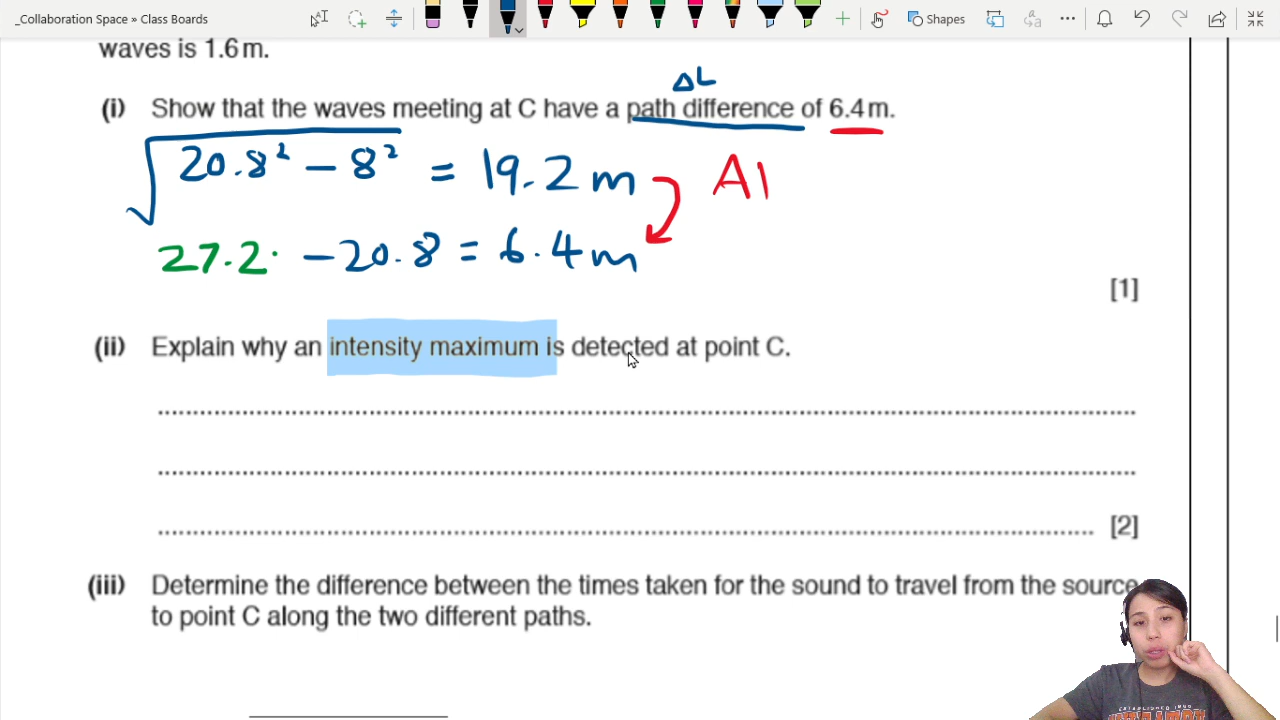 _Collaboration Space » Class Boards
Shapes
waves is 1.6 m.
ΔL
(i) Show that the waves meeting at C have a path difference of 6.4 m.
√20.8² – 8² = 19.2 m A1
27.2 – 20.8 = 6.4 m
[1]
(ii) Explain why an intensity maximum is detected at point C.
[2]
(iii) Determine the difference between the times taken for the sound to travel from the source
to point C along the two different paths.